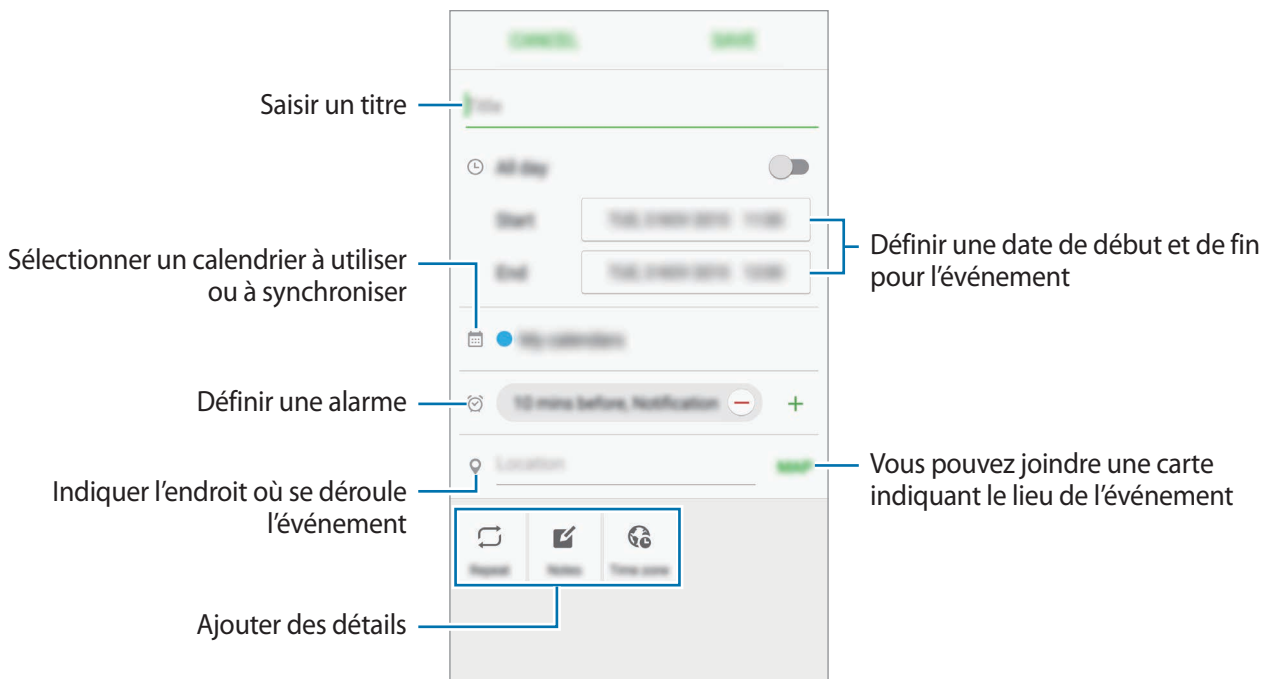 CANCEL
SAVE
Saisir un titre
Title
All day
Start
End
Définir une date de début et de fin
pour l'événement
Sélectionner un calendrier à utiliser
ou à synchroniser
My calendars
Définir une alarme
10 mins before, Notification
Location
MAP
Vous pouvez joindre une carte
indiquant le lieu de l'événement
Indiquer l'endroit où se déroule
l'événement
Repeat
Notes
Time zone
Ajouter des détails